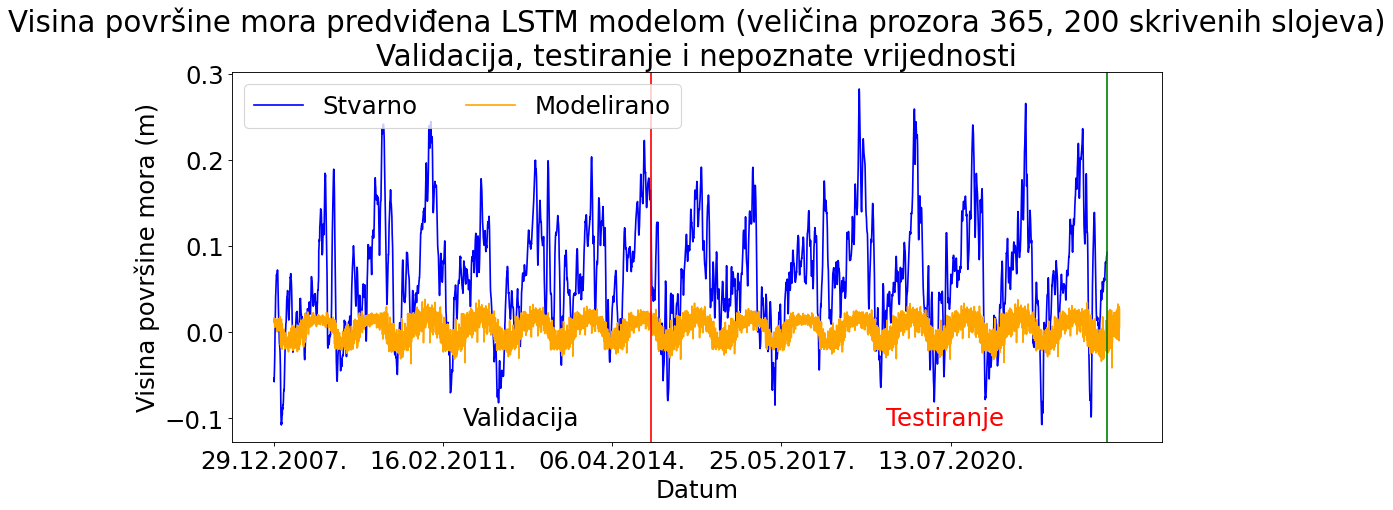 Visina površine mora predviđena LSTM modelom (veličina prozora 365, 200 skrivenih slojeva)
Validacija, testiranje i nepoznate vrijednosti
Stvarno
Modelirano
Visina površine mora (m)
0.3
0.2
0.1
0.0
−0.1
Validacija
Testiranje
29.12.2007.
16.02.2011.
06.04.2014.
25.05.2017.
13.07.2020.
Datum